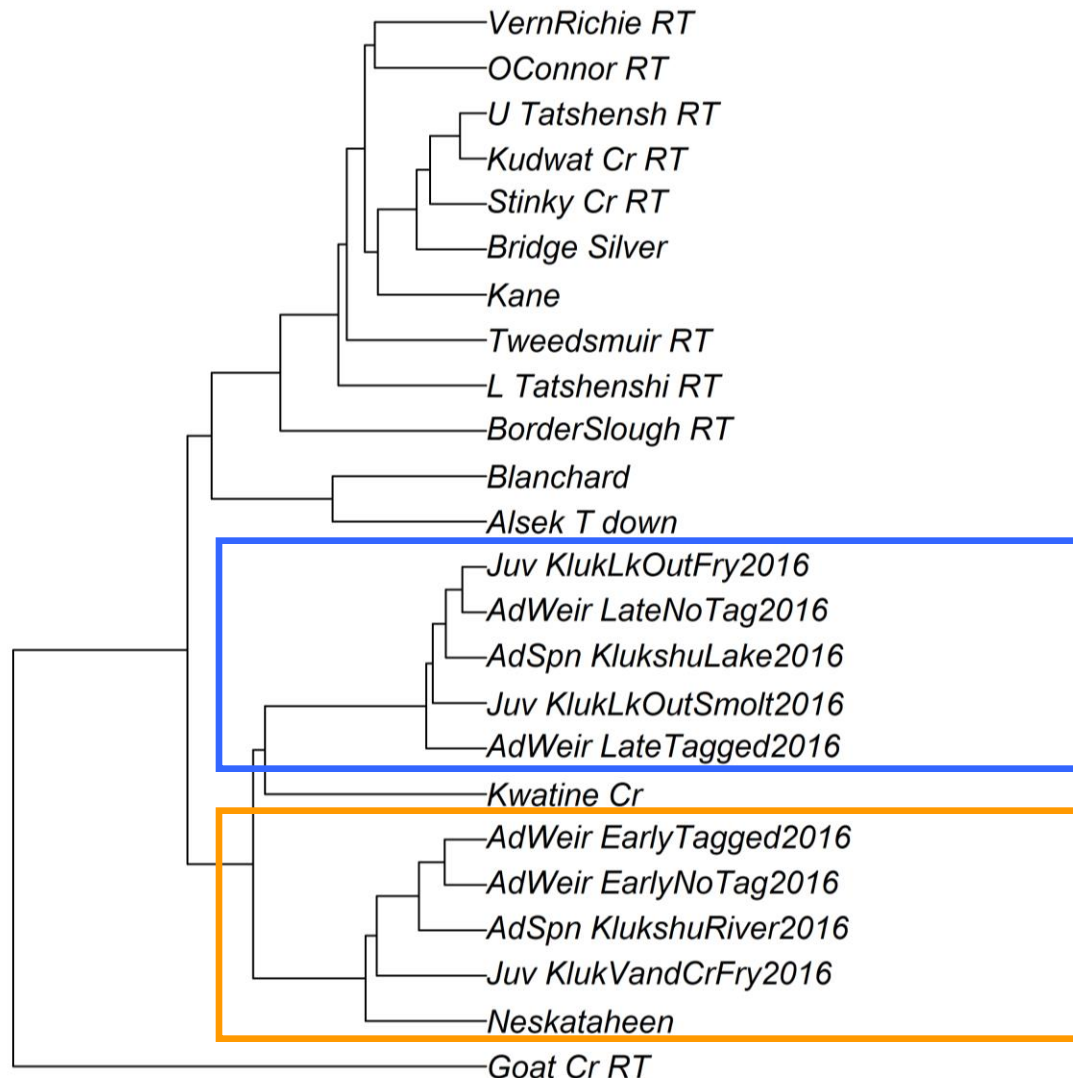 VernRichie RT
OConnor RT
U Tatshensh RT
Kudwat Cr RT
Stinky Cr RT
Bridge Silver
Kane
Tweedsmuir RT
L Tatshenshi RT
BorderSlough RT
Blanchard
Alsek T down
Juv KlukLkOutFry2016
AdWeir LateNoTag2016
AdSpn KlukshuLake2016
Juv KlukLkOutSmolt2016
AdWeir LateTagged2016
Kwatine Cr
AdWeir EarlyTagged2016
AdWeir EarlyNoTag2016
AdSpn KlukshuRiver2016
Juv KlukVandCrFry2016
Neskataheen
Goat Cr RT